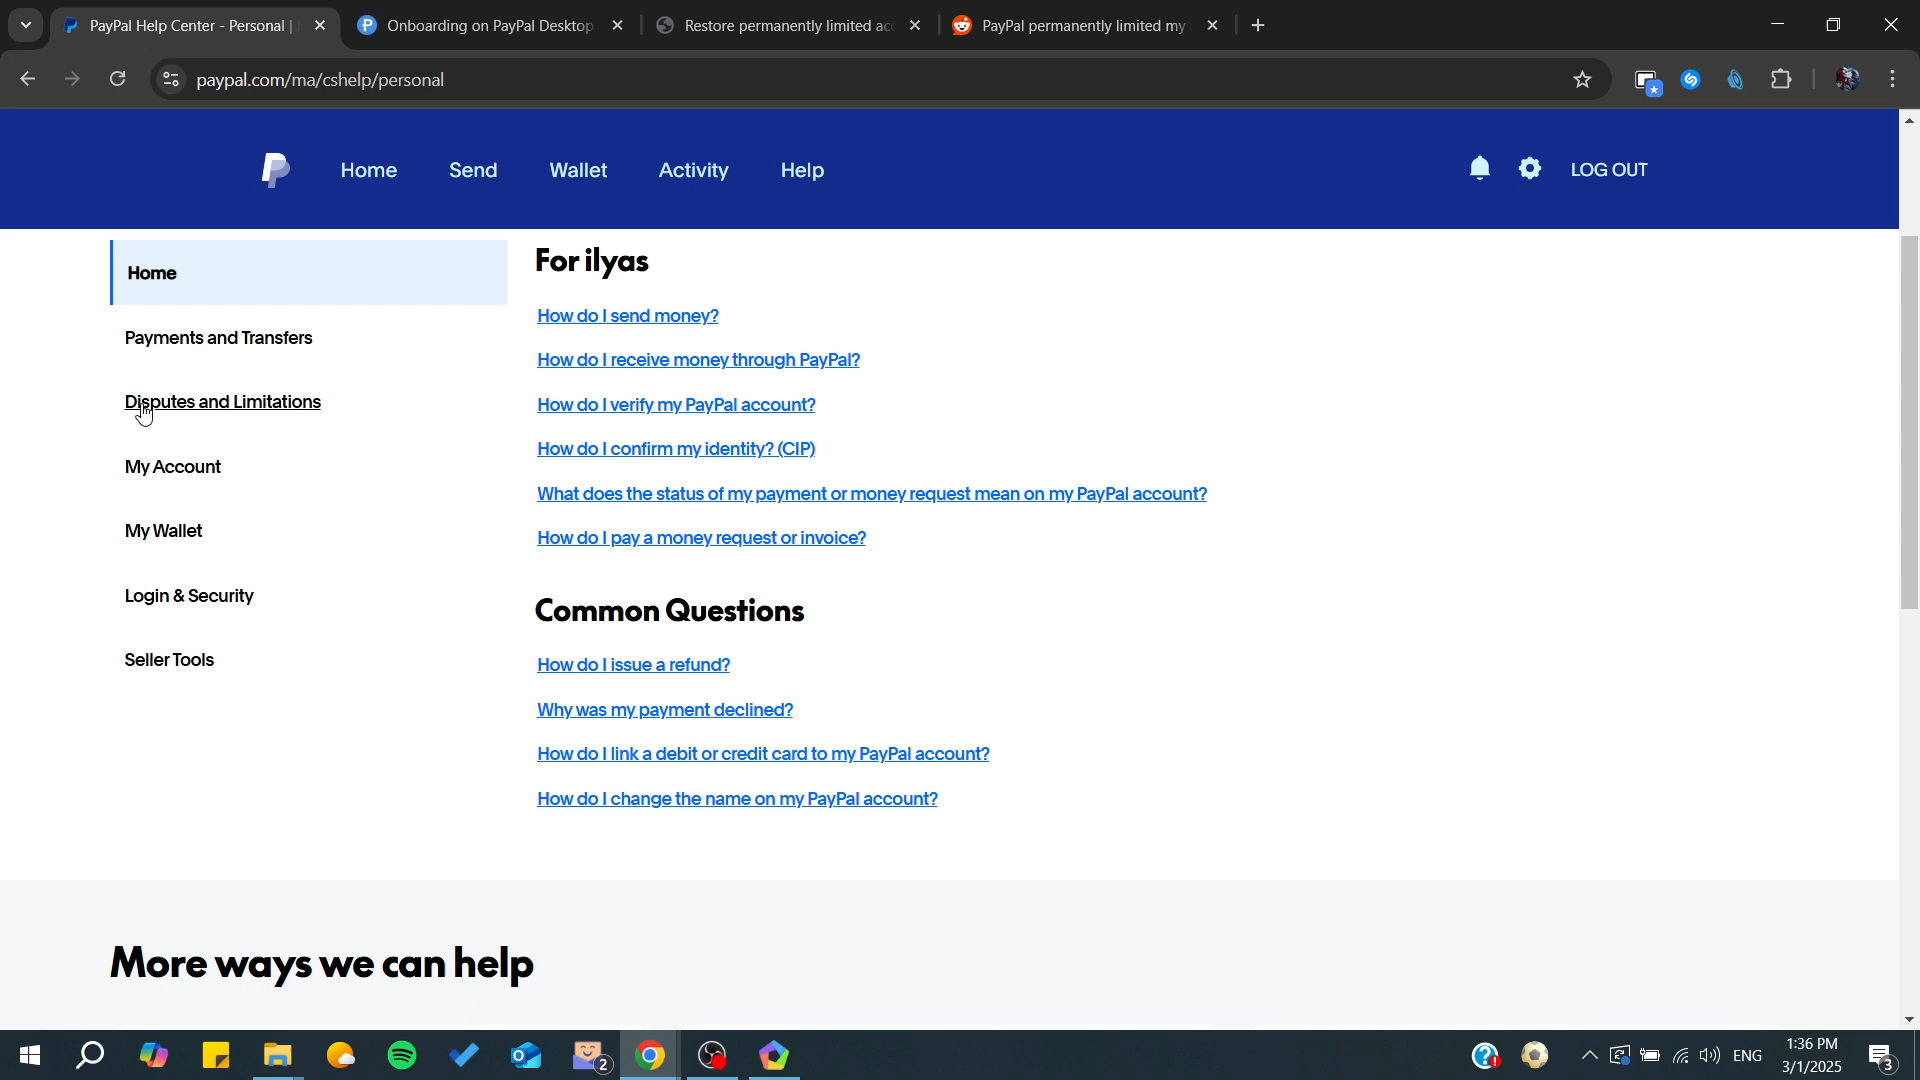 PayPal Help Center - Personal |
Onboarding on PayPal Desktop
Restore permanently limited ac
PayPal permanently limited my
paypal.com/ma/cshelp/personal
Home
Send
Wallet
Activity
Help
LOG OUT
Home
Payments and Transfers
Disputes and Limitations
My Account
My Wallet
Login & Security
Seller Tools
For ilyas
How do I send money?
How do I receive money through PayPal?
How do I verify my PayPal account?
How do I confirm my identity? (CIP)
What does the status of my payment or money request mean on my PayPal account?
How do I pay a money request or invoice?
Common Questions
How do I issue a refund?
Why was my payment declined?
How do I link a debit or credit card to my PayPal account?
How do I change the name on my PayPal account?
More ways we can help
2
ENG
1:36 PM
3/1/2025
3